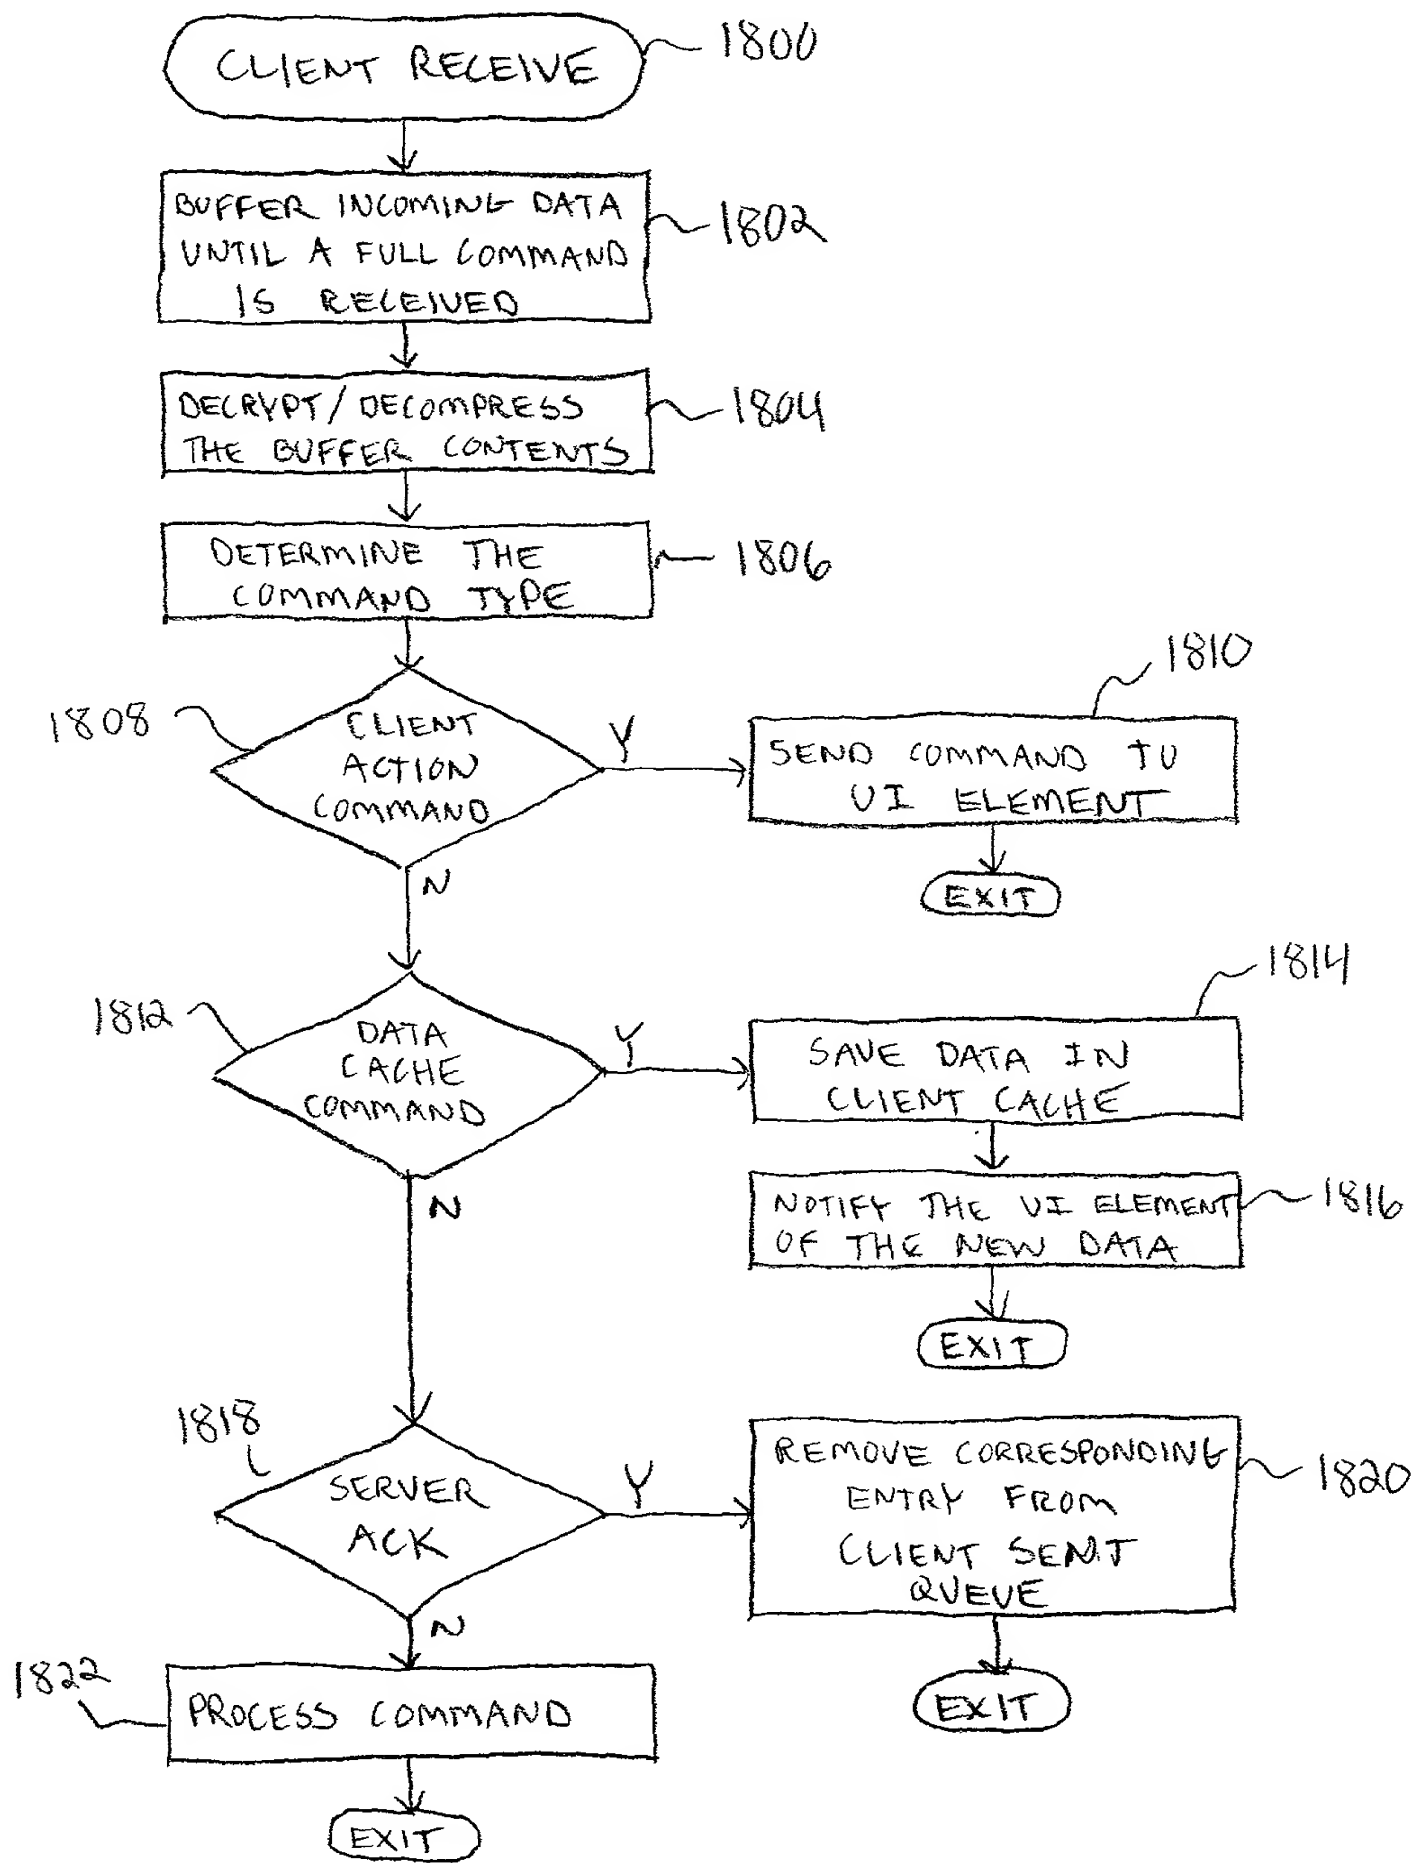 CLIENT RECEIVE
1800
BUFFER INCOMING DATA
UNTIL A FULL COMMAND
IS RECEIVED
1802
DECRYPT/DECOMPRESS
THE BUFFER CONTENTS
1804
DETERMINE THE
COMMAND TYPE
1806
1808
CLIENT
ACTION
COMMAND
Y
N
1810
SEND COMMAND TO
UI ELEMENT
EXIT
1812
DATA
CACHE
COMMAND
Y
N
1814
SAVE DATA IN
CLIENT CACHE
NOTIFY THE UI ELEMENT
OF THE NEW DATA
1816
EXIT
1818
SERVER
ACK
Y
N
REMOVE CORRESPONDING
ENTRY FROM
CLIENT SENT
QUEUE
1820
EXIT
1822
PROCESS COMMAND
EXIT